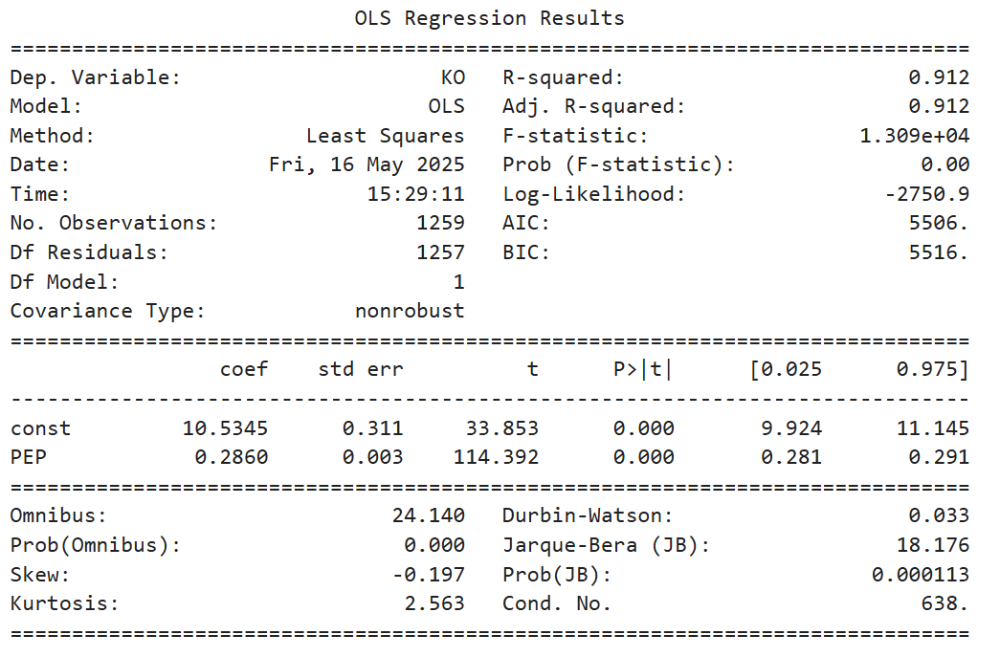 OLS Regression Results
==============================================================================
Dep. Variable:                     KO   R-squared:                       0.912
Model:                            OLS   Adj. R-squared:                  0.912
Method:                 Least Squares   F-statistic:                 1.309e+04
Date:                Fri, 16 May 2025   Prob (F-statistic):               0.00
Time:                        15:29:11   Log-Likelihood:                -2750.9
No. Observations:                1259   AIC:                             5506.
Df Residuals:                    1257   BIC:                             5516.
Df Model:                           1
Covariance Type:            nonrobust
==============================================================================
                 coef    std err          t      P>|t|      [0.025      0.975]
------------------------------------------------------------------------------
const         10.5345      0.311     33.853      0.000       9.924      11.145
PEP            0.2860      0.003    114.392      0.000       0.281       0.291
==============================================================================
Omnibus:                       24.140   Durbin-Watson:                   0.033
Prob(Omnibus):                  0.000   Jarque-Bera (JB):               18.176
Skew:                          -0.197   Prob(JB):                     0.000113
Kurtosis:                       2.563   Cond. No.                         638.
==============================================================================